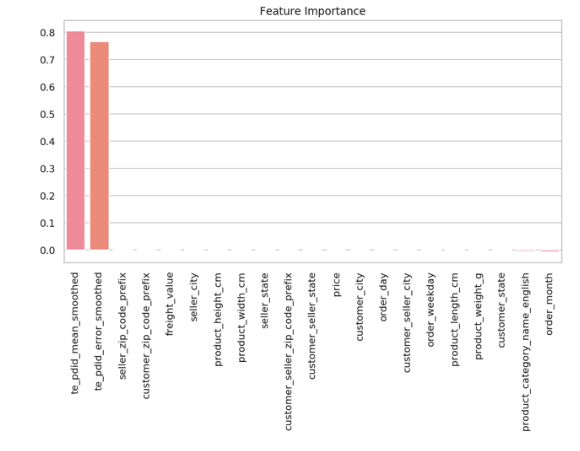 Feature Importance
0.8
0.7
0.6
0.5
0.4
0.3
0.2
0.1
0.0
te_pdid_mean_smoothed
te_pdid_error_smoothed
seller_zip_code_prefix
customer_zip_code_prefix
freight_value
seller_city
product_height_cm
product_width_cm
seller_state
customer_seller_zip_code_prefix
customer_seller_state
price
customer_city
order_day
customer_seller_city
order_weekday
product_length_cm
product_weight_g
customer_state
product_category_name_english
order_month